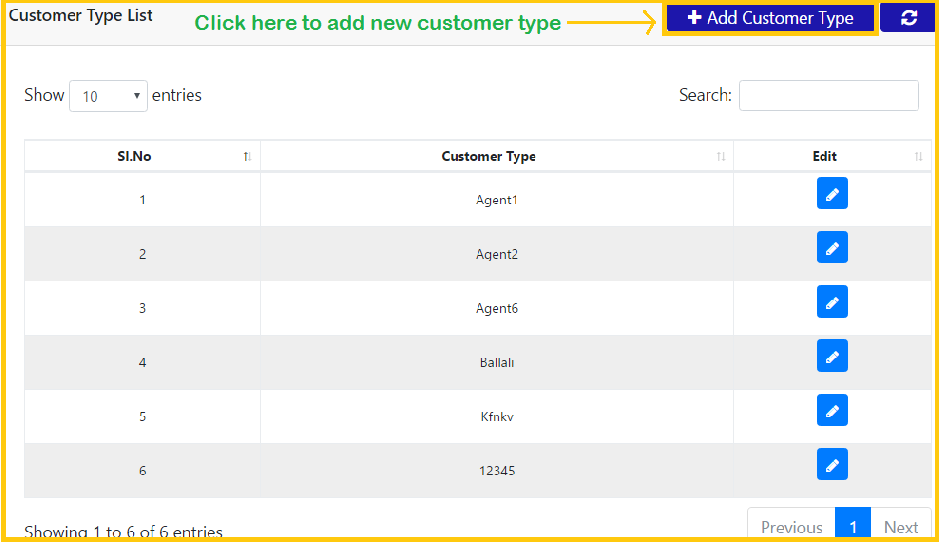 Customer Type List
Click here to add new customer type
Add Customer Type
Show 10 entries
Search:
Sl.No Customer Type Edit
1 Agent1
2 Agent2
3 Agent6
4 Ballali
5 Kfnkv
6 12345
Showing 1 to 6 of 6 entries
Previous 1 Next